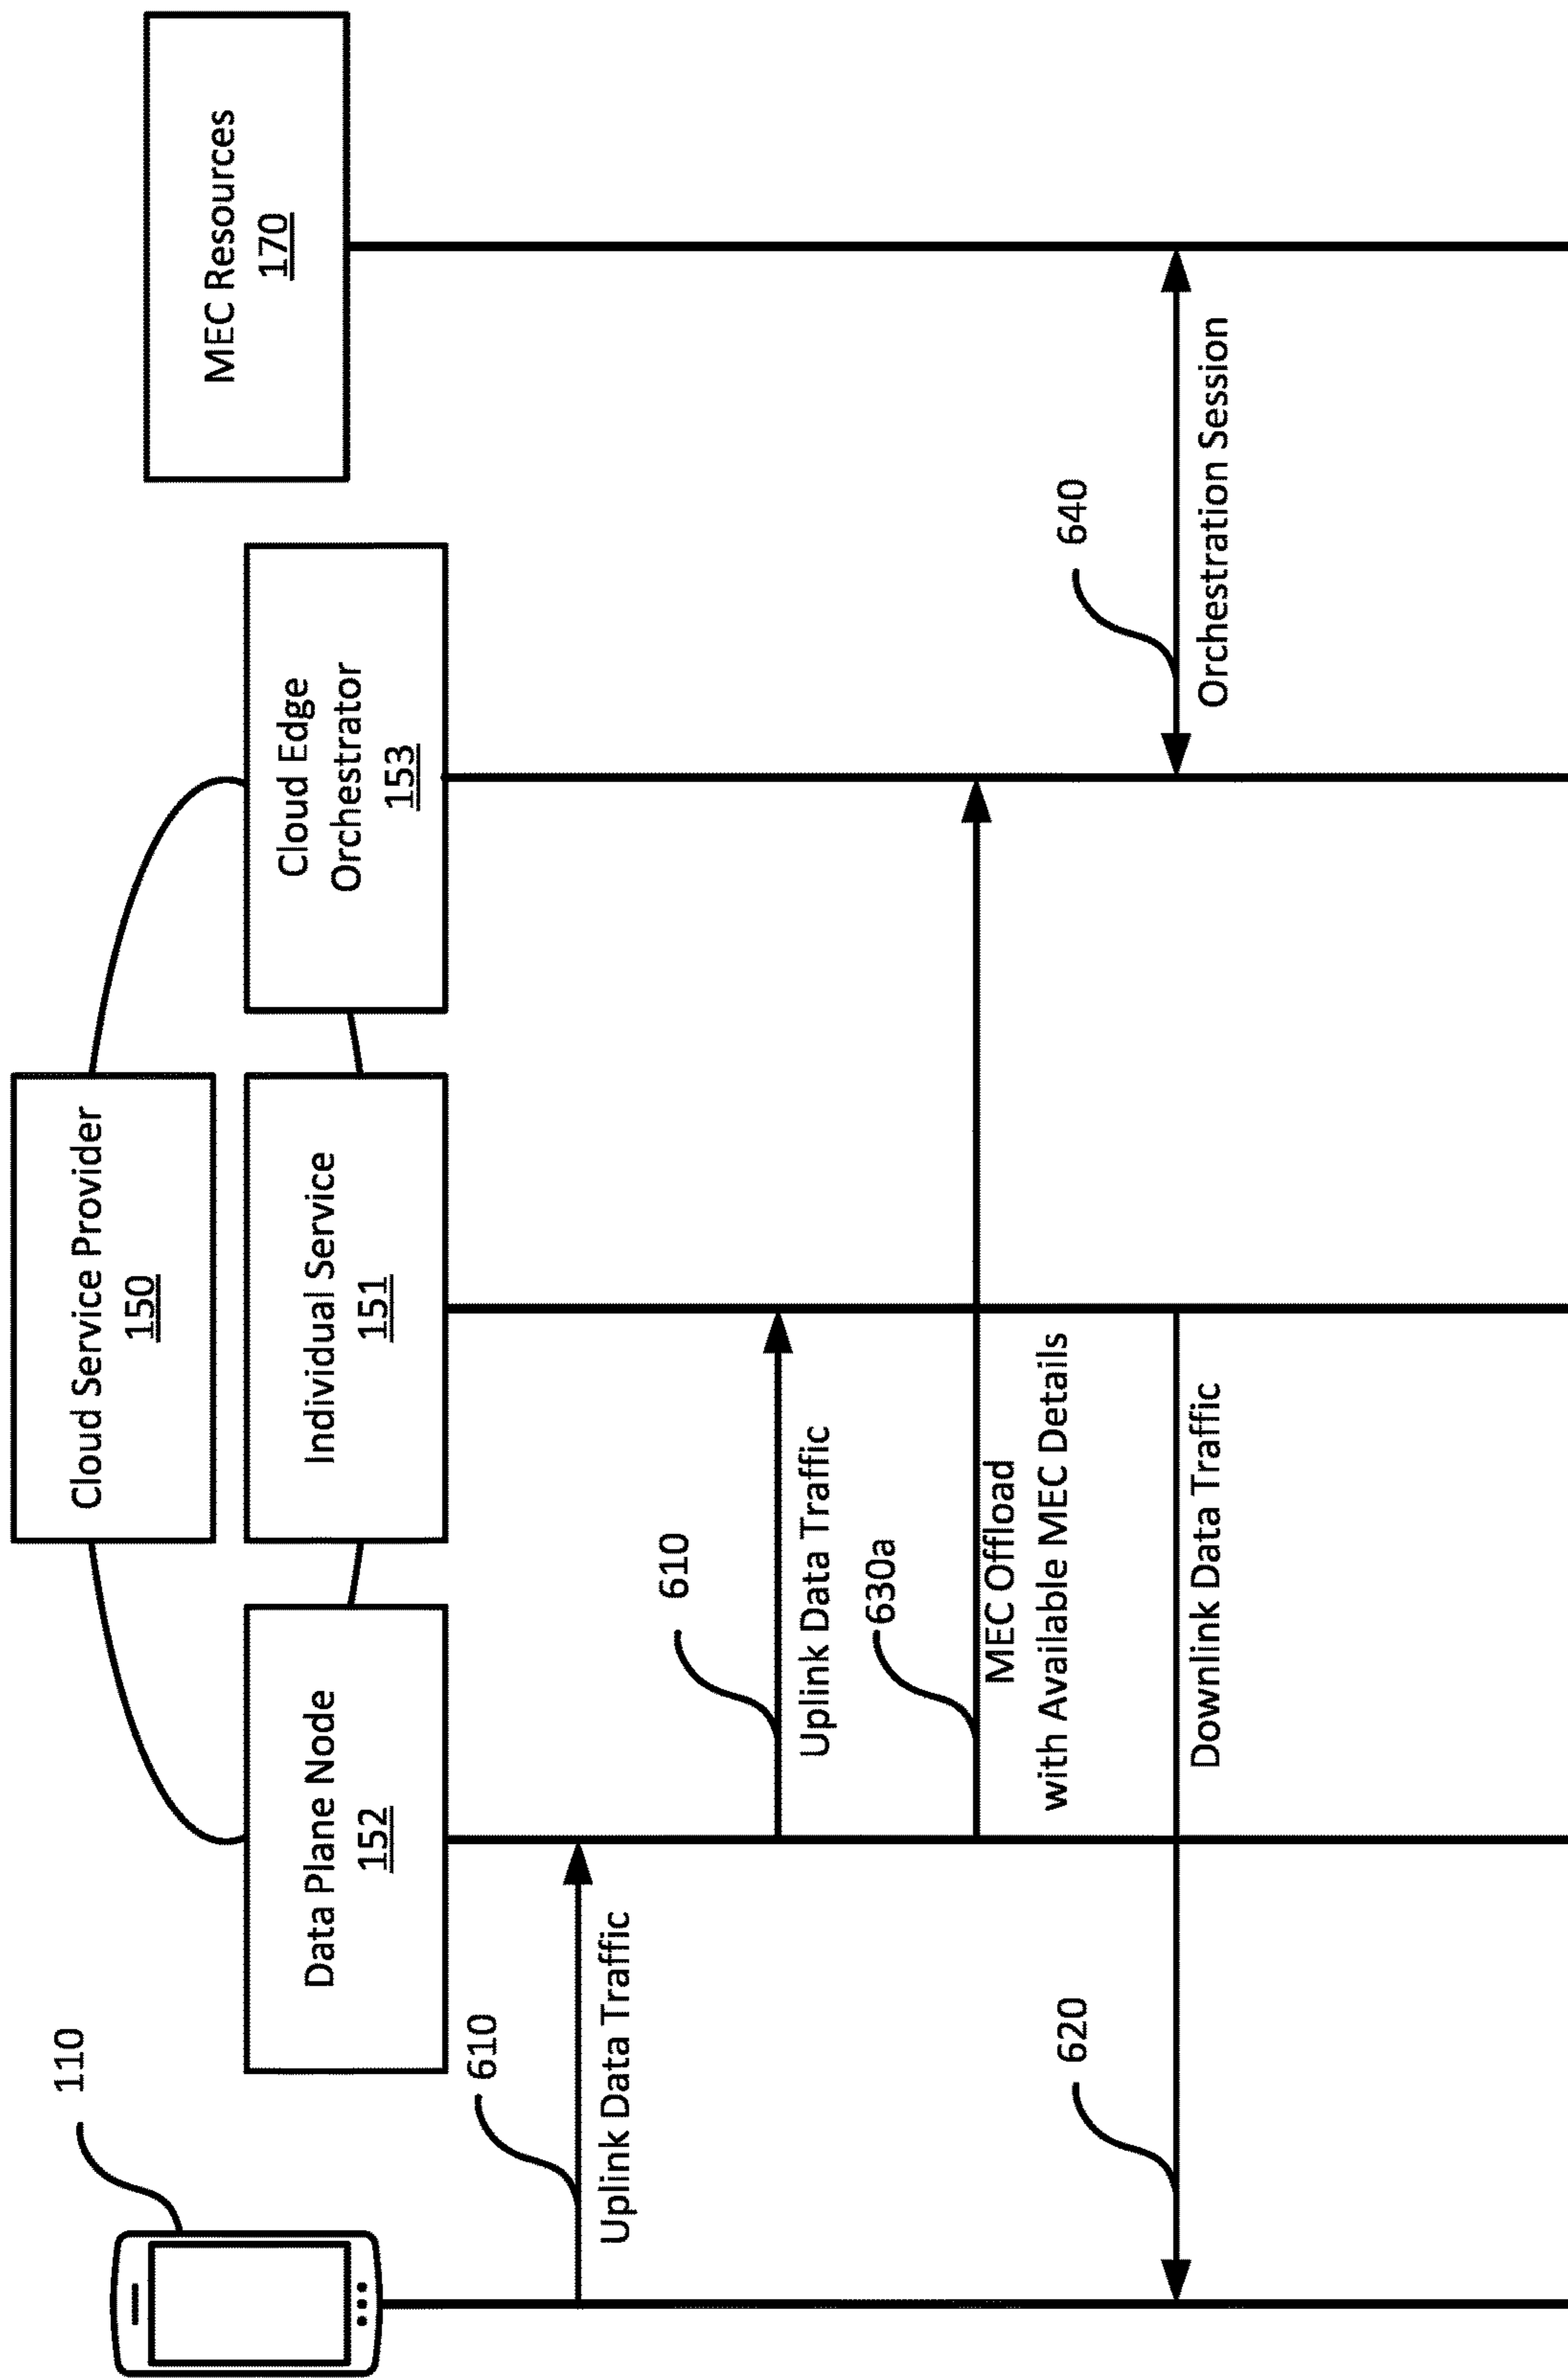 110
Cloud Service Provider
150
Data Plane Node
152
Individual Service
151
Cloud Edge
Orchestrator
153
MEC Resources
170
610
Uplink Data Traffic
610
Uplink Data Traffic
630a
MEC Offload
with Available MEC Details
620
Downlink Data Traffic
640
Orchestration Session